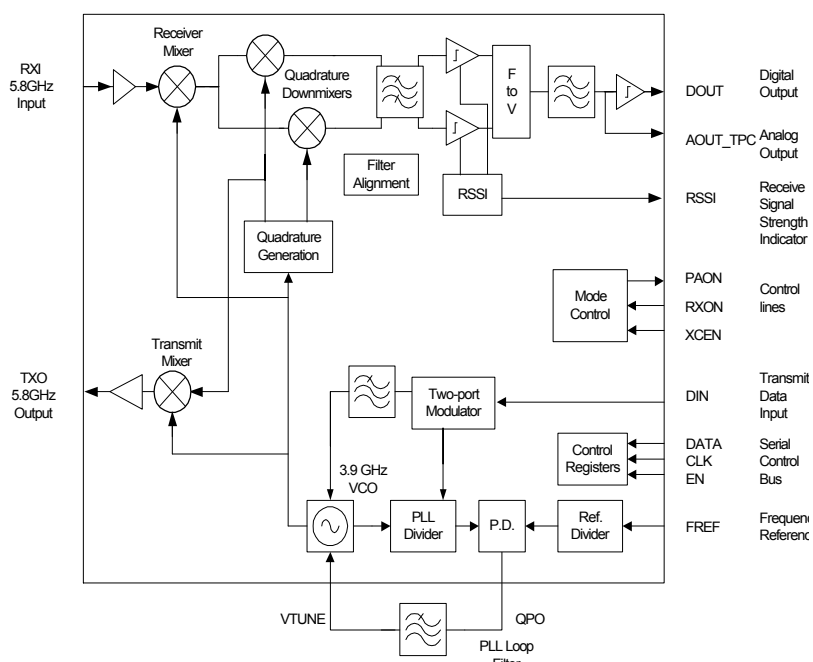 Receiver
Mixer
RXI
5.8GHz
Input
Quadrature
Downmixers
F
to
V
DOUT
Digital
Output
AOUT_TPC
Analog
Output
Filter
Alignment
RSSI
RSSI
Receive
Signal
Strength
Indicator
Quadrature
Generation
Mode
Control
PAON
RXON
XCEN
Control
lines
Transmit
Mixer
TXO
5.8GHz
Output
Two-port
Modulator
DIN
Transmit
Data
Input
Control
Registers
DATA
CLK
EN
Serial
Control
Bus
3.9 GHz
VCO
PLL
Divider
P.D.
Ref.
Divider
FREF
Frequenc
Referenc
VTUNE
QPO
PLL Loop